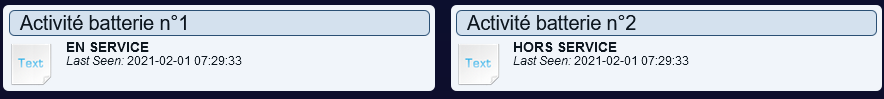 Activité batterie n°1
Text
EN SERVICE
Last Seen: 2021-02-01 07:29:33
Activité batterie n°2
Text
HORS SERVICE
Last Seen: 2021-02-01 07:29:33